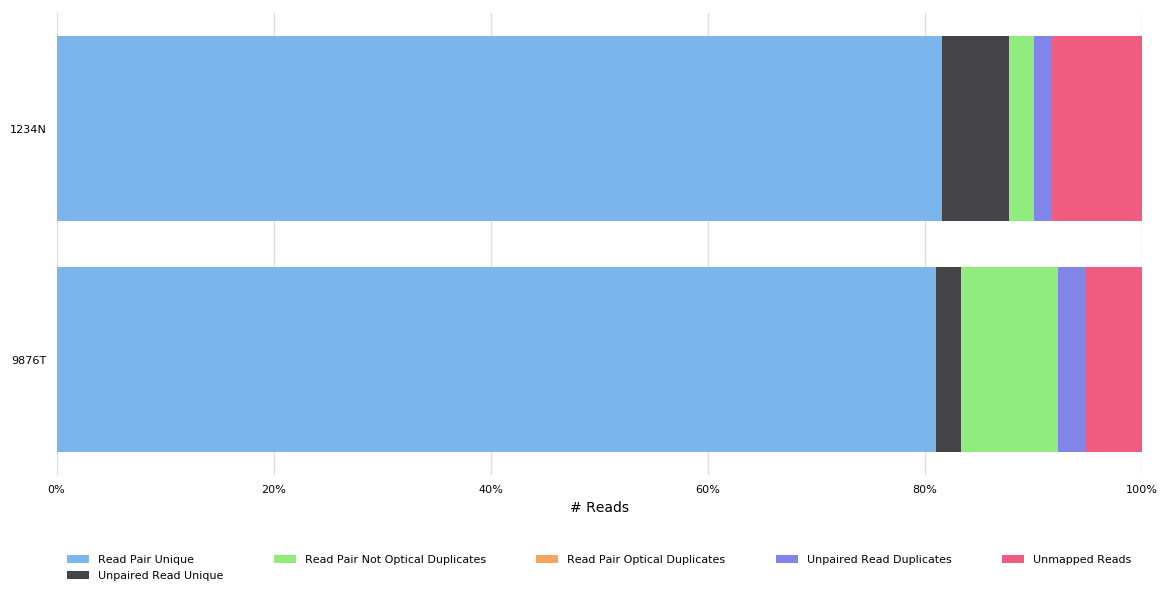 1234N
9876T
0%
20%
40%
60%
80%
100%
# Reads
Read Pair Unique
Read Pair Not Optical Duplicates
Read Pair Optical Duplicates
Unpaired Read Duplicates
Unmapped Reads
Unpaired Read Unique